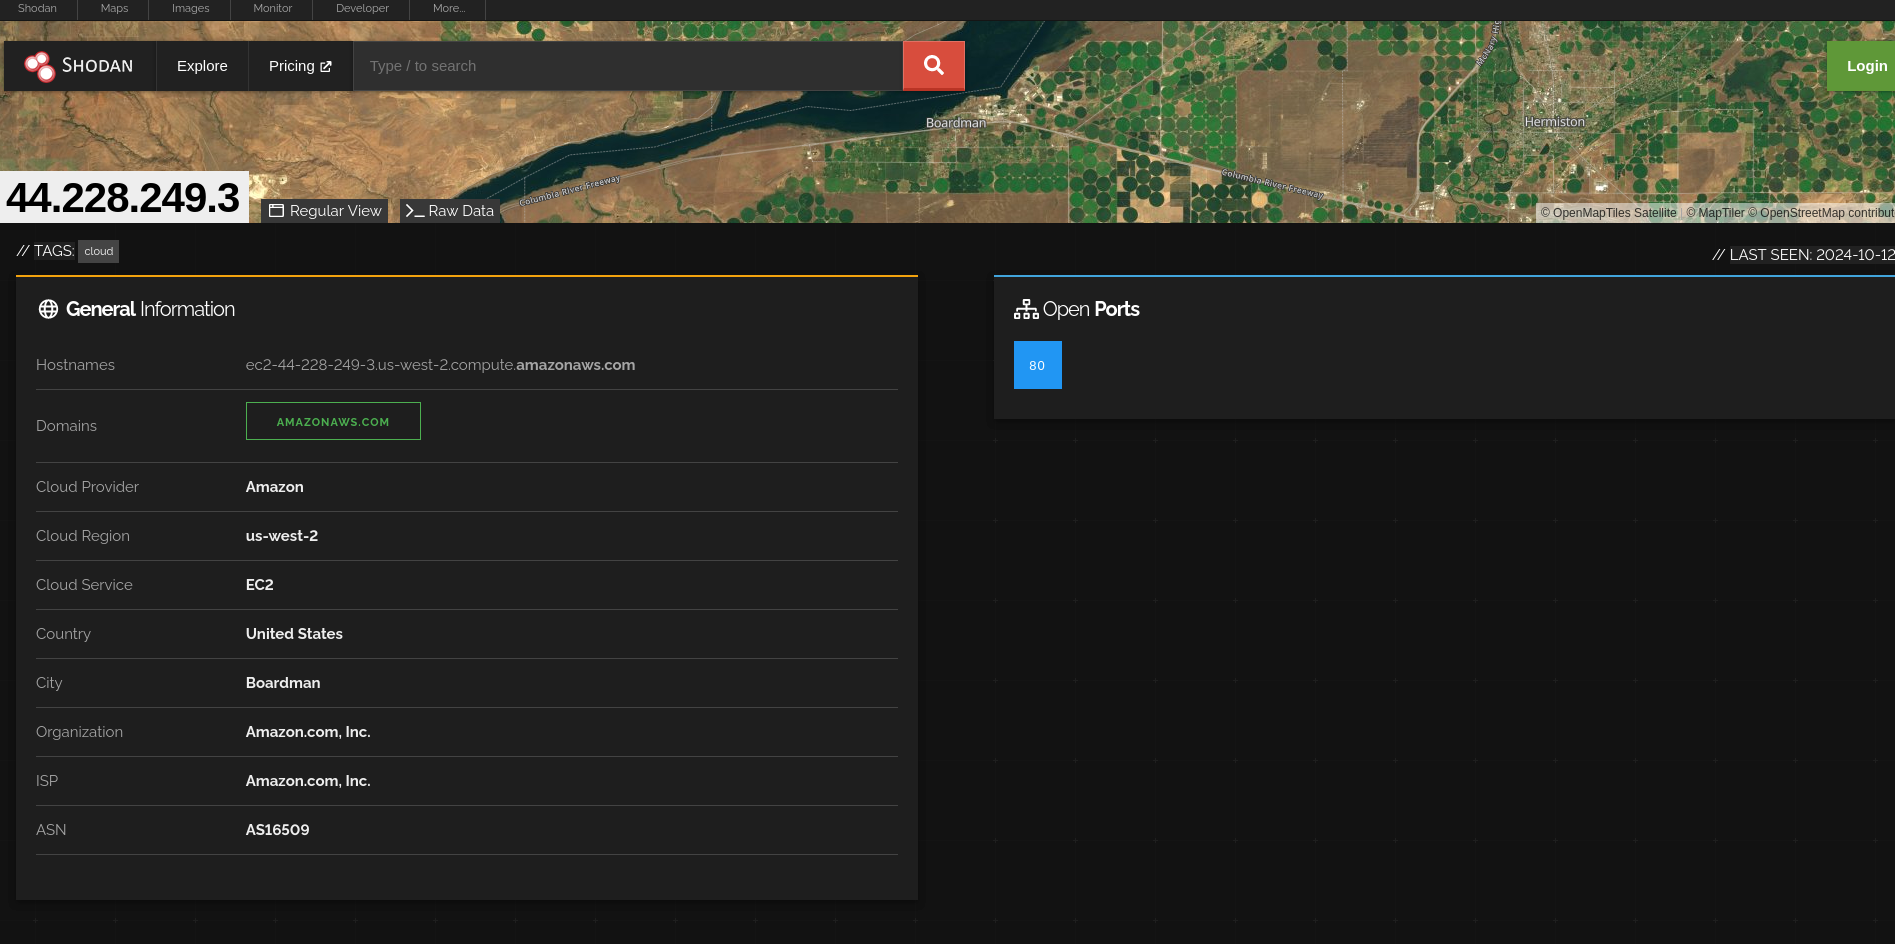 Shodan Maps Images Monitor Developer More...
SHODAN Explore Pricing Type / to search Login
Boardman
Hermiston
Columbia River Freeway
Columbia River Freeway
44.228.249.3 Regular View Raw Data
© OpenMapTiles Satellite | © MapTiler © OpenStreetMap contribut
// TAGS: cloud
// LAST SEEN: 2024-10-12
General Information
Hostnames ec2-44-228-249-3.us-west-2.compute.amazonaws.com
Domains AMAZONAWS.COM
Cloud Provider Amazon
Cloud Region us-west-2
Cloud Service EC2
Country United States
City Boardman
Organization Amazon.com, Inc.
ISP Amazon.com, Inc.
ASN AS16509
Open Ports
80